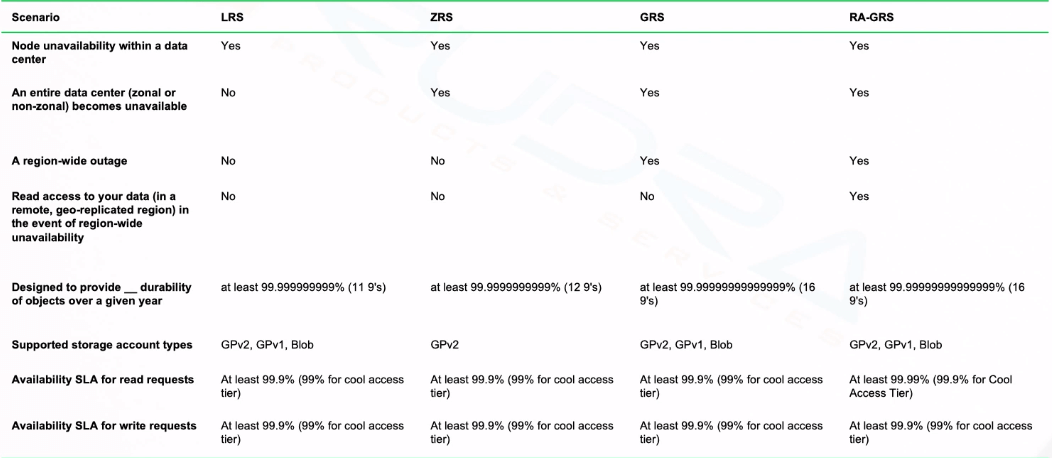 Scenario LRS ZRS GRS RA-GRS
Node unavailability within a data Yes Yes Yes Yes
center
An entire data center (zonal or No Yes Yes Yes
non-zonal) becomes unavailable
A region-wide outage No No Yes Yes
Read access to your data (in a No No No Yes
remote, geo-replicated region) in
the event of region-wide
unavailability
Designed to provide __ durability at least 99.999999999% (11 9's) at least 99.9999999999% (12 9's) at least 99.99999999999999% (16 at least 99.99999999999999% (16
of objects over a given year 9's) 9's)
Supported storage account types GPv2, GPv1, Blob GPv2 GPv2, GPv1, Blob GPv2, GPv1, Blob
Availability SLA for read requests At least 99.9% (99% for cool access At least 99.9% (99% for cool access At least 99.9% (99% for cool access At least 99.99% (99.9% for Cool
tier) tier) tier) Access Tier)
Availability SLA for write requests At least 99.9% (99% for cool access At least 99.9% (99% for cool access At least 99.9% (99% for cool access At least 99.9% (99% for cool access
tier) tier) tier) tier)
PRODUCTS & SERVICES